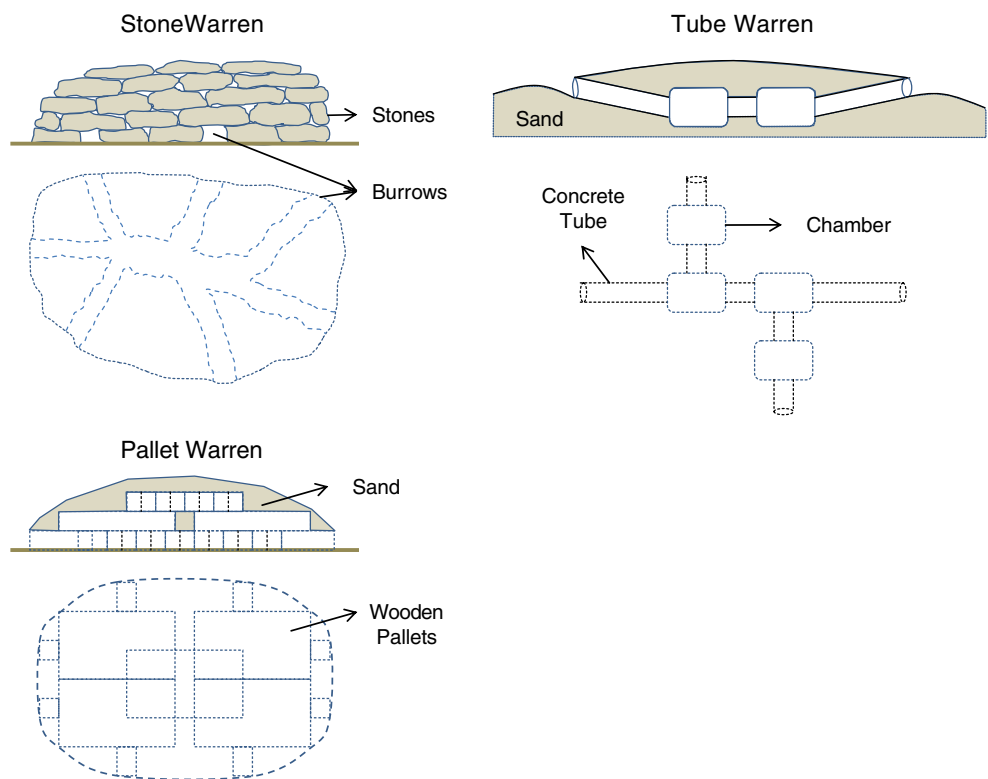 StoneWarren
Stones
Burrows
Tube Warren
Sand
Concrete
Tube
Chamber
Pallet Warren
Sand
Wooden
Pallets